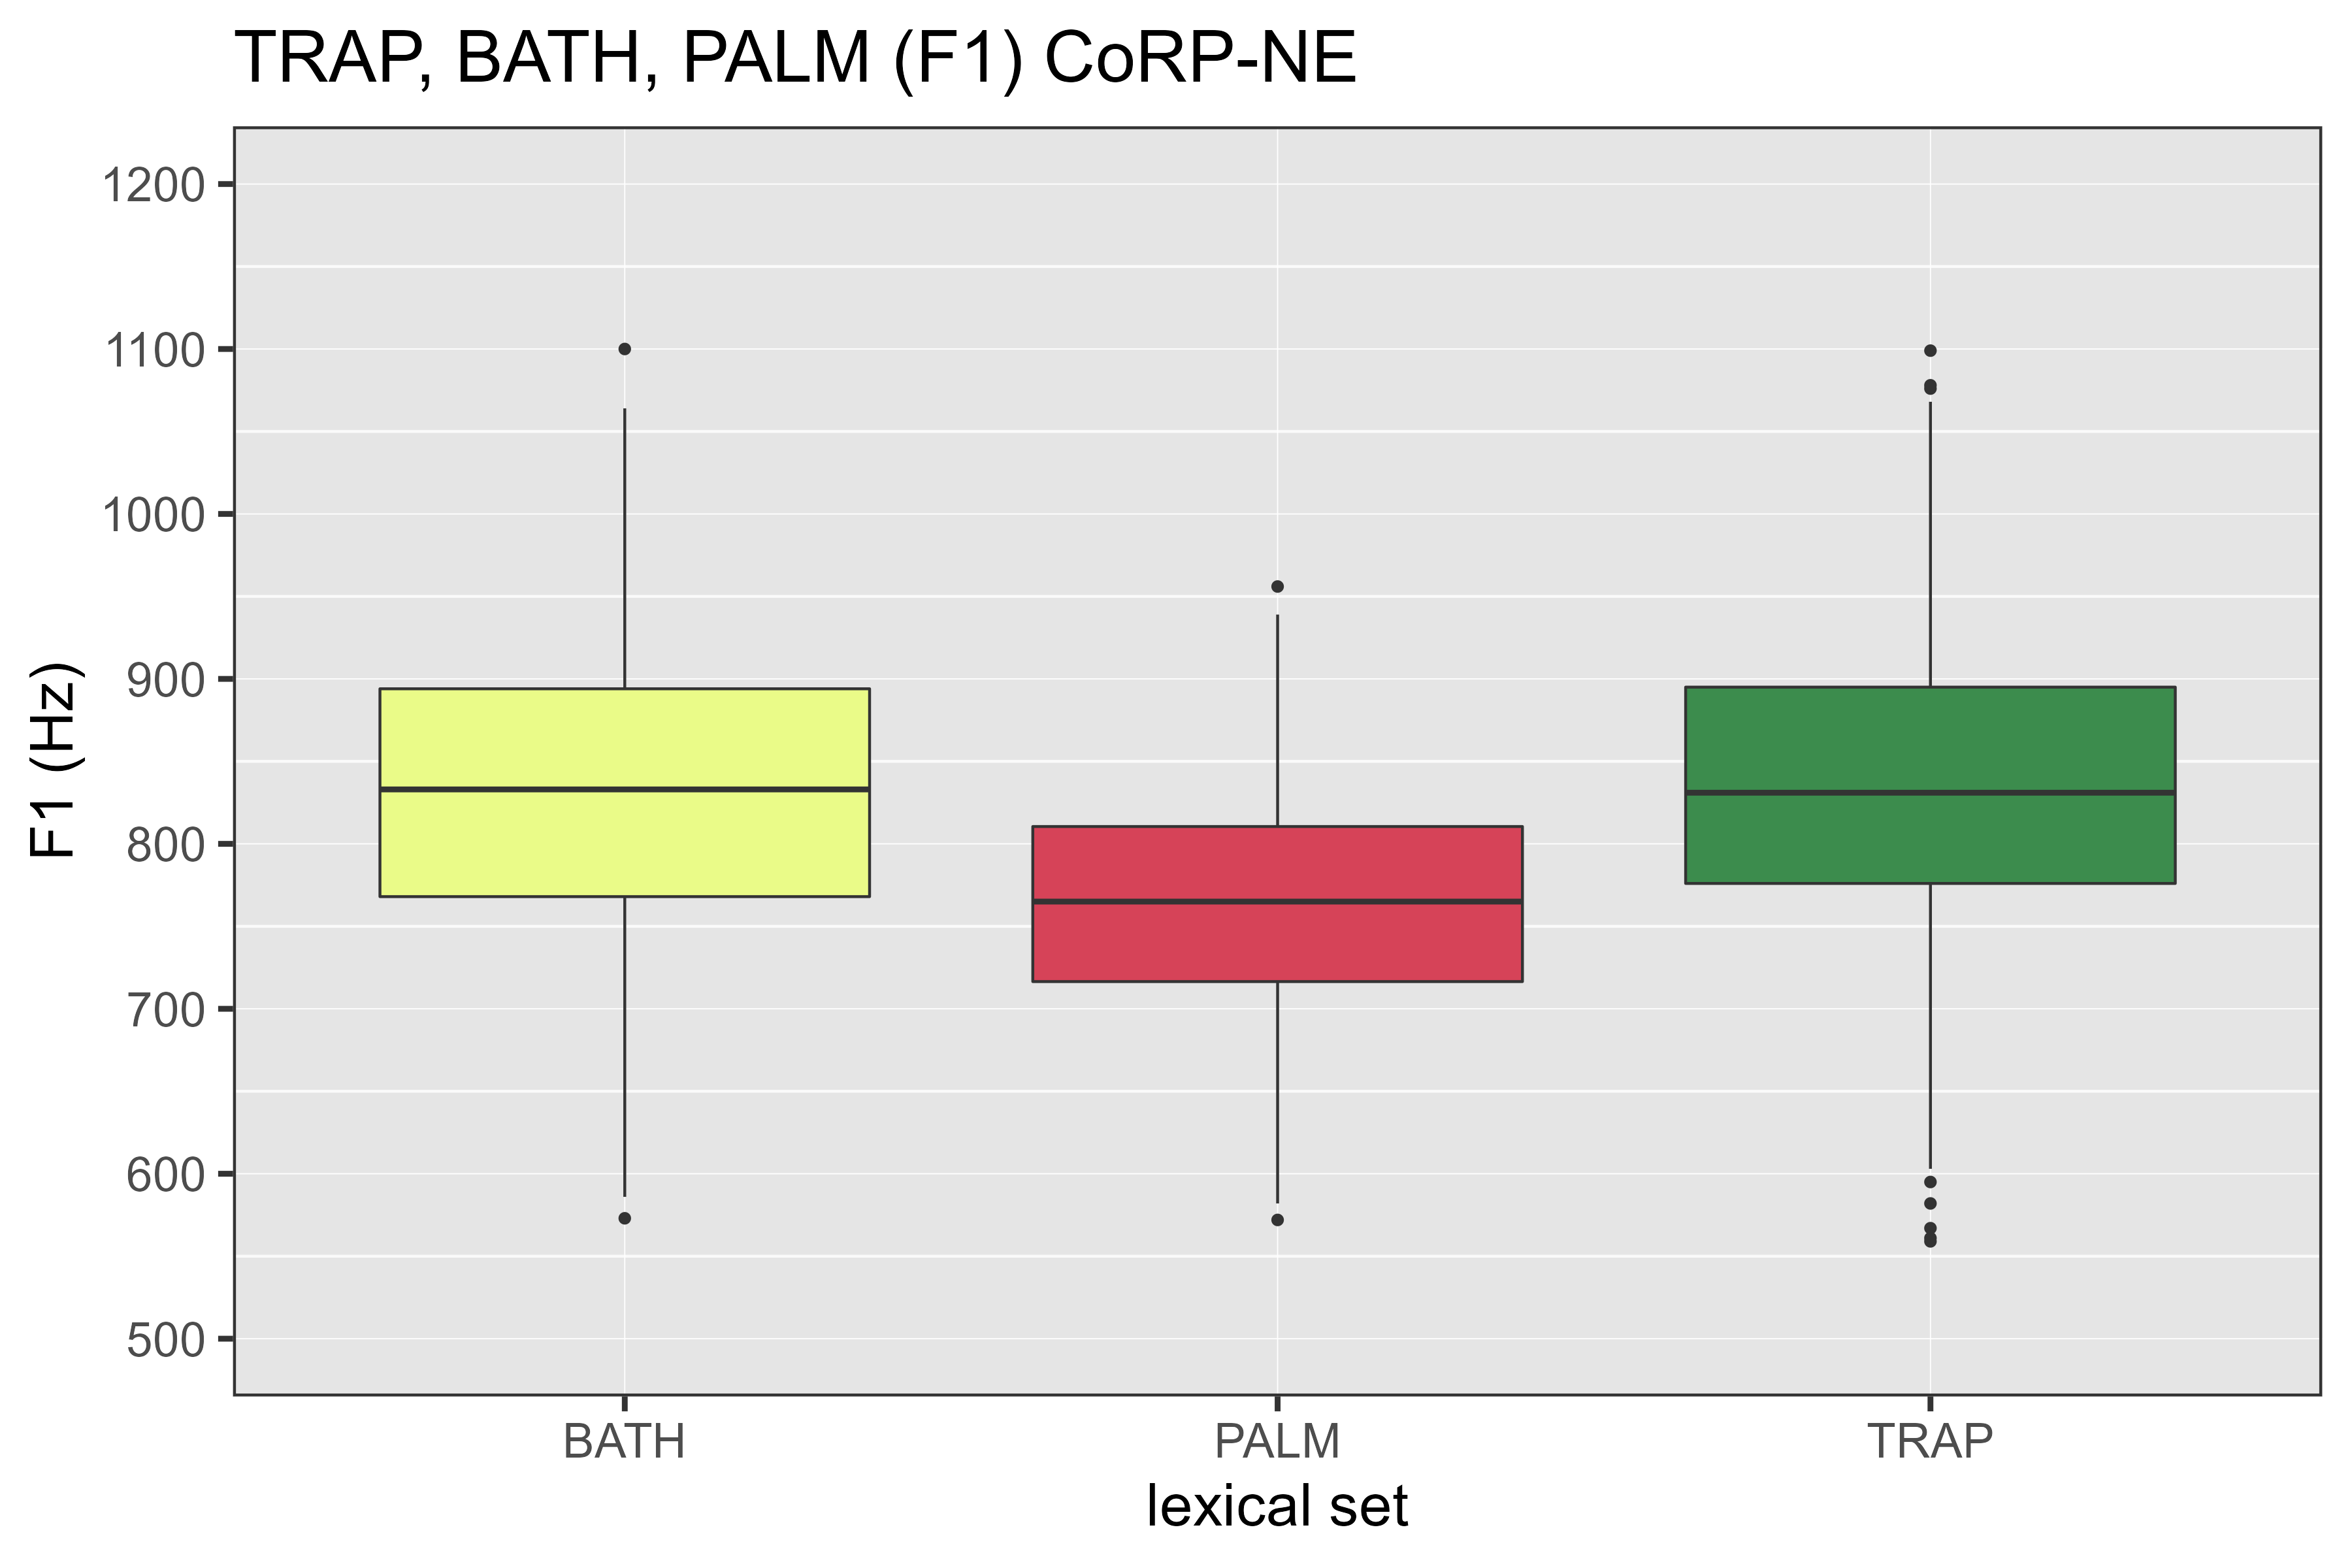 TRAP, BATH, PALM (F1) CoRP-NE
F1 (Hz)
1200
1100
1000
900
800
700
600
500
BATH PALM TRAP
lexical set